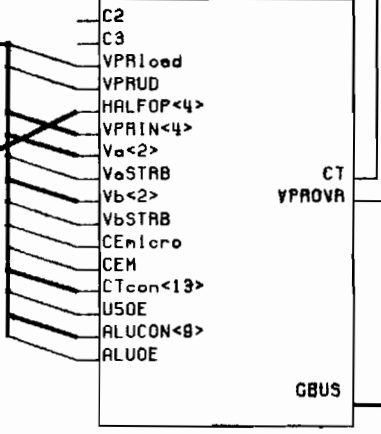 C2
C3
VPRload
VPRUD
HALFOP<4>
VPRIN<4>
Va<2>
VaSTRB
CT
Vb<2>
VPROVR
VbSTRB
CEmicro
CEM
CTcon<13>
USOE
ALUCON<9>
ALUOE
GBUS